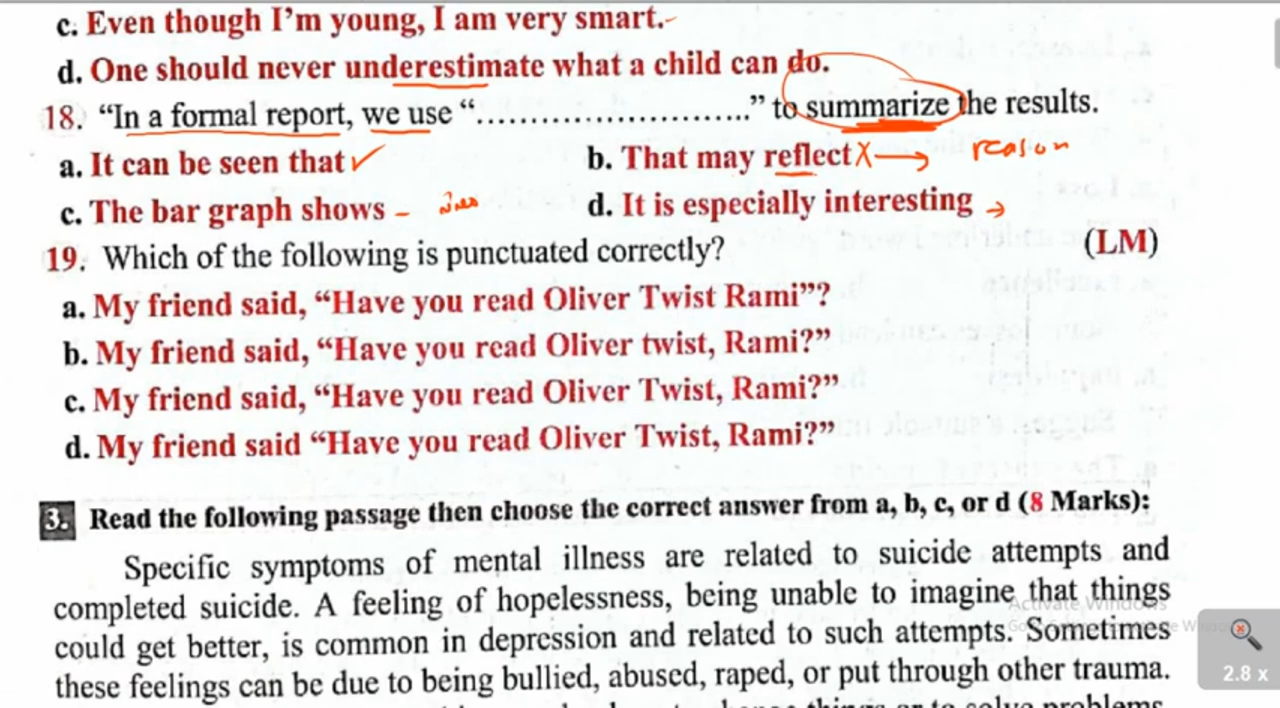 c. Even though I'm young, I am very smart.
d. One should never underestimate what a child can do.
18. “In a formal report, we use “..........................” to summarize the results.
a. It can be seen that ✓ b. That may reflect X → reason
c. The bar graph shows – d. It is especially interesting →
19. Which of the following is punctuated correctly? (LM)
a. My friend said, “Have you read Oliver Twist Rami”?
b. My friend said, “Have you read Oliver twist, Rami?”
c. My friend said, “Have you read Oliver Twist, Rami?”
d. My friend said “Have you read Oliver Twist, Rami?”
3. Read the following passage then choose the correct answer from a, b, c, or d (8 Marks):
Specific symptoms of mental illness are related to suicide attempts and
completed suicide. A feeling of hopelessness, being unable to imagine that things
Activate Windows
could get better, is common in depression and related to such attempts. Sometimes
these feelings can be due to being bullied, abused, raped, or put through other trauma.
things or to solve problems
2.8 x